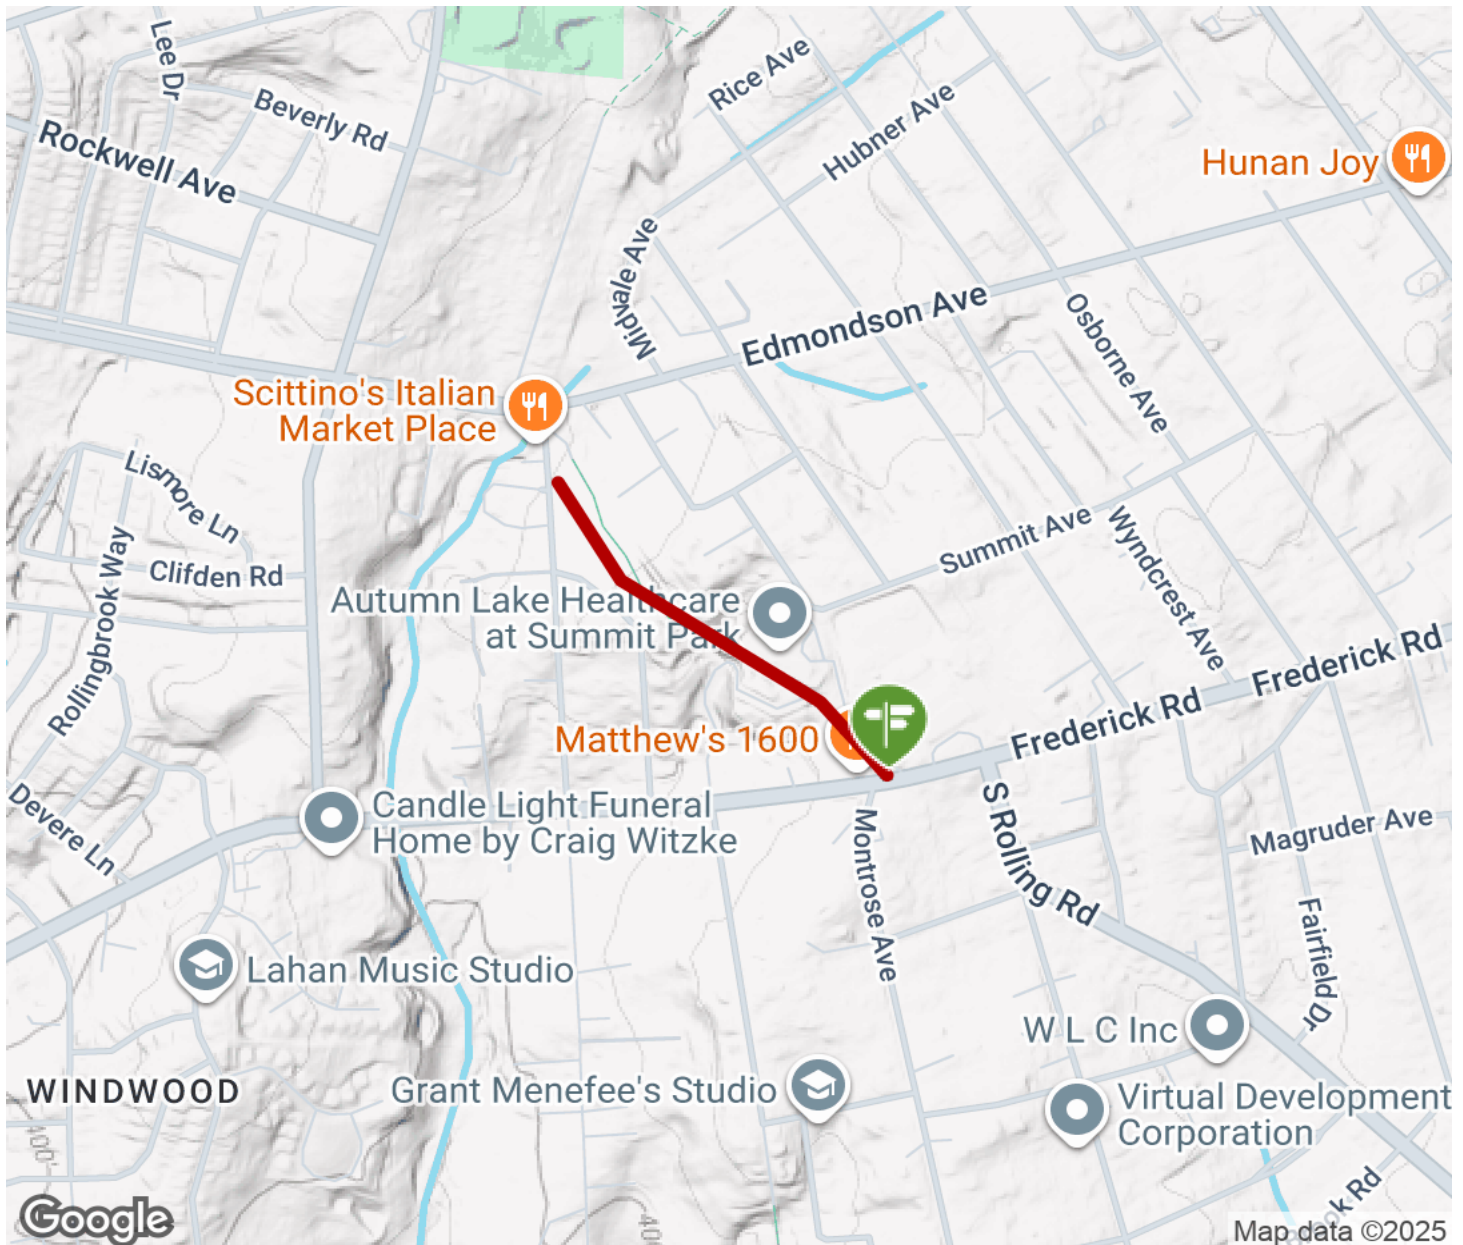 Lee Dr
Beverly Rd
Rockwell Ave
Rice Ave
Hubner Ave
Hunan Joy
Midvale Ave
Edmondson Ave
Osborne Ave
Scittino's Italian
Market Place
Lismore Ln
Rollingbrook Way
Clifden Rd
Summit Ave
Wyndcrest Ave
Autumn Lake Healthcare
at Summit Park
Frederick Rd
Frederick Rd
Matthew's 1600
Devere Ln
Candle Light Funeral
Home by Craig Witzke
S Rolling Rd
Montrose Ave
Magruder Ave
Fairfield Dr
Lahan Music Studio
W L C Inc
WINDWOOD
Grant Menefee's Studio
Virtual Development
Corporation
400'
Google
Map data ©2025